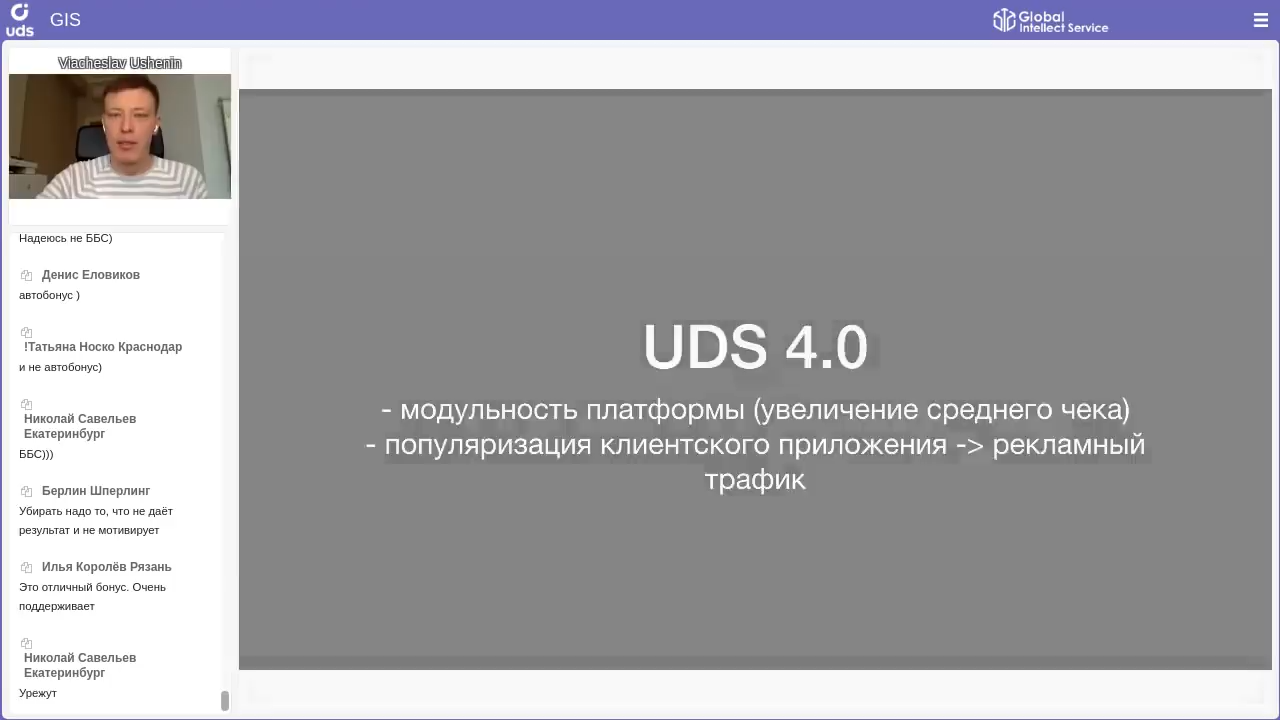 uds
GIS
Global
Intellect Service
Viacheslav Ushenin
Надеюсь не ББС)
Денис Еловиков
автобонус )
!Татьяна Носко Краснодар
и не автобонус)
Николай Савельев
Екатеринбург
ББС)))
Берлин Шперлинг
Убирать надо то, что не даёт
результат и не мотивирует
Илья Королёв Рязань
Это отличный бонус. Очень
поддерживает
Николай Савельев
Екатеринбург
Урежут
UDS 4.0
- модульность платформы (увеличение среднего чека)
- популяризация клиентского приложения -> рекламный
трафик